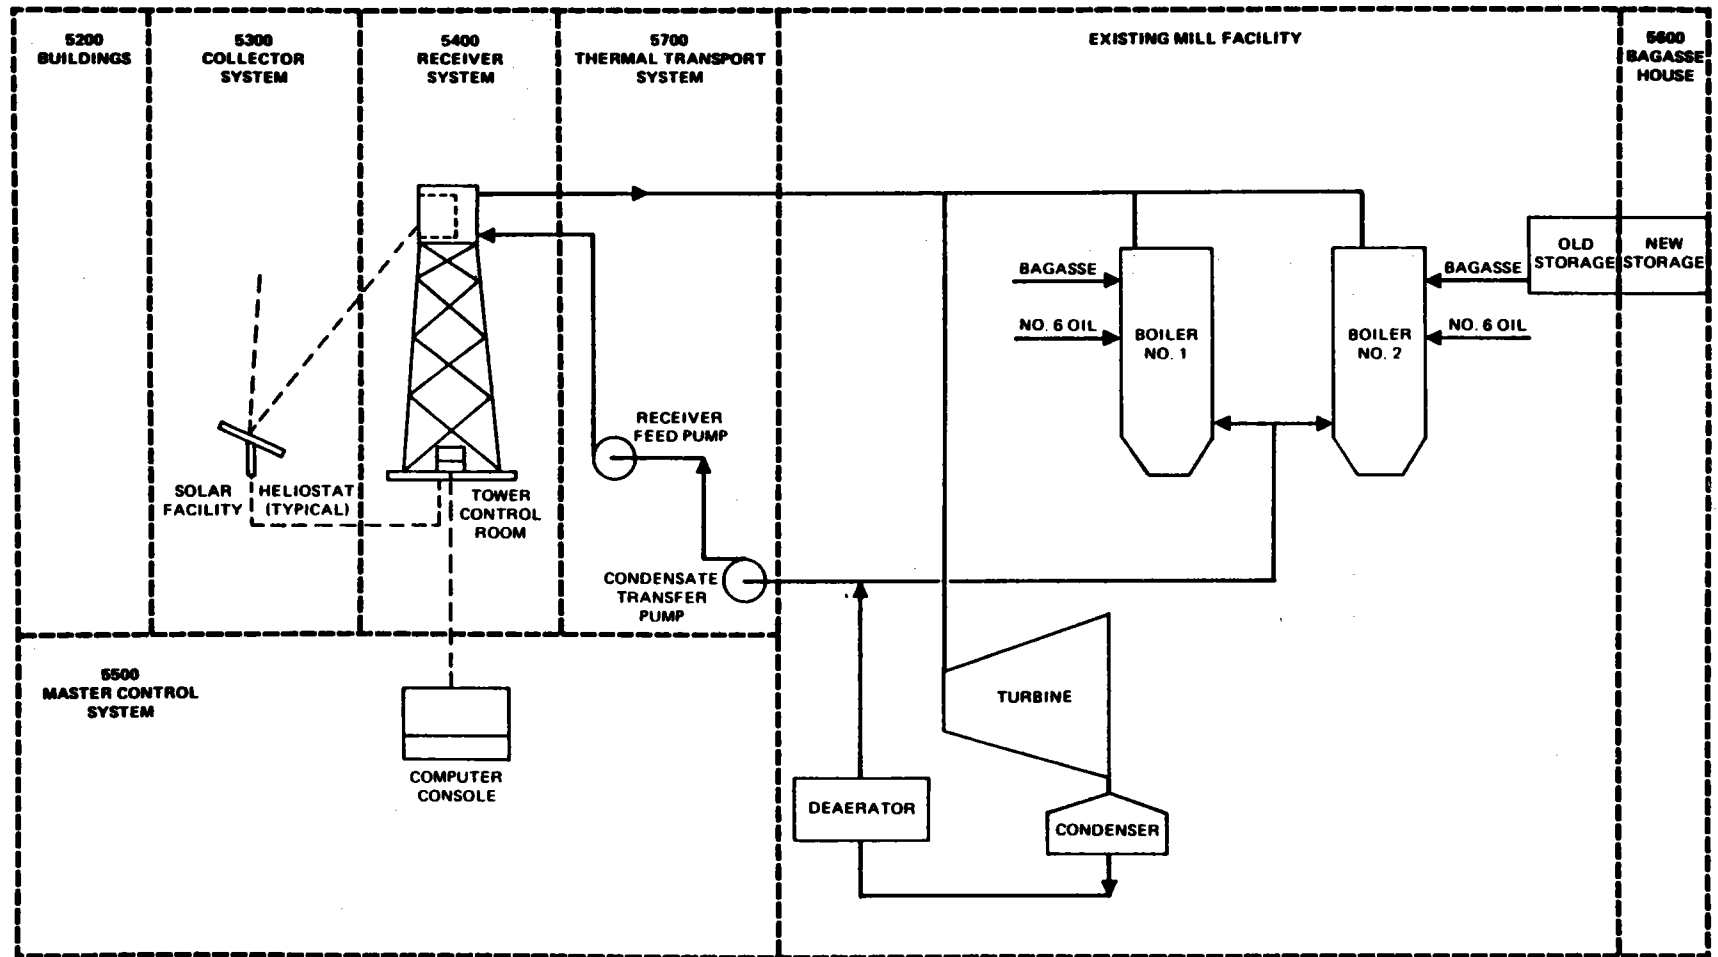 5200
BUILDINGS
5300
COLLECTOR
SYSTEM
5400
RECEIVER
SYSTEM
5700
THERMAL TRANSPORT
SYSTEM
EXISTING MILL FACILITY
5600
BAGASSE
HOUSE
OLD
STORAGE
NEW
STORAGE
BAGASSE
NO. 6 OIL
BOILER
NO. 1
BOILER
NO. 2
BAGASSE
NO. 6 OIL
RECEIVER
FEED PUMP
SOLAR
FACILITY
HELIOSTAT
(TYPICAL)
TOWER
CONTROL
ROOM
CONDENSATE
TRANSFER
PUMP
5500
MASTER CONTROL
SYSTEM
COMPUTER
CONSOLE
TURBINE
DEAERATOR
CONDENSER